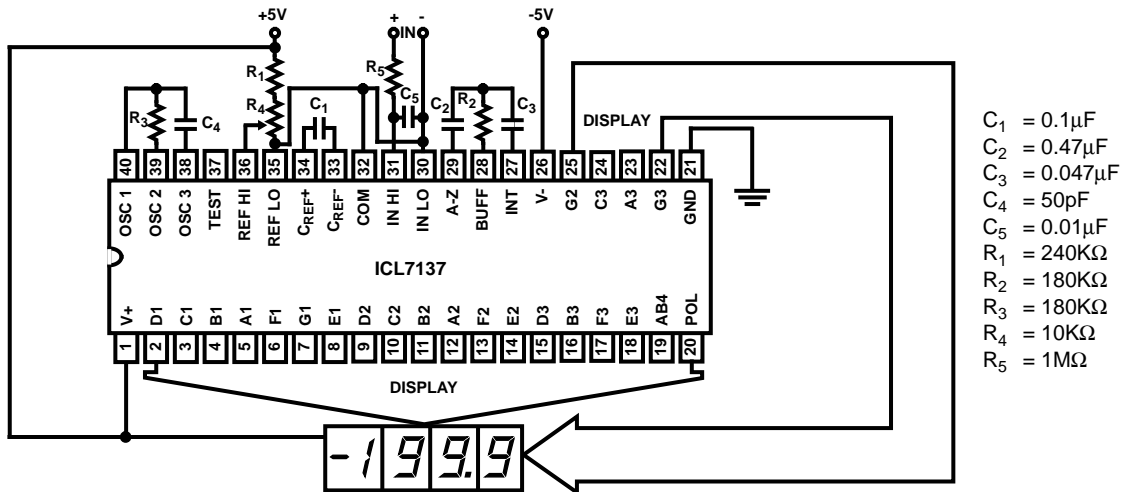 +5V
+
IN
-
-5V
R1
R5
R4
C5
C1
R3
C4
C2
R2
C3
DISPLAY
40 39 38 37 36 35 34 33 32 31 30 29 28 27 26 25 24 23 22 21
OSC 1 OSC 2 OSC 3 TEST REF HI REF LO CREF+ CREF- COM IN HI IN LO A-Z BUFF INT V- G2 C3 A3 G3 GND
ICL7137
V+ D1 C1 B1 A1 F1 G1 E1 D2 C2 B2 A2 F2 E2 D3 B3 F3 E3 AB4 POL
1 2 3 4 5 6 7 8 9 10 11 12 13 14 15 16 17 18 19 20
DISPLAY
-199.9
C1 = 0.1µF
C2 = 0.47µF
C3 = 0.047µF
C4 = 50pF
C5 = 0.01µF
R1 = 240KΩ
R2 = 180KΩ
R3 = 180KΩ
R4 = 10KΩ
R5 = 1MΩ